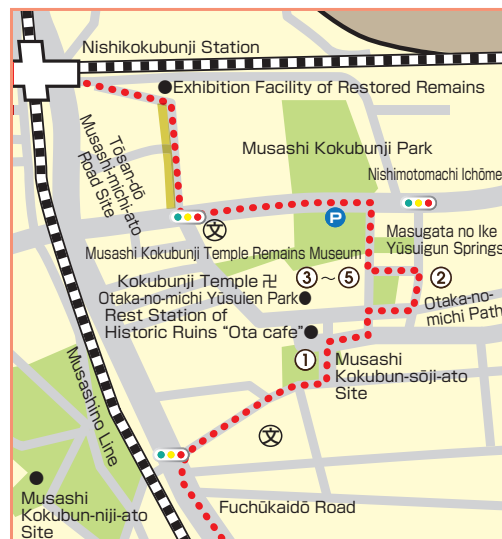 Nishikokubunji Station
Exhibition Facility of Restored Remains
Tōsan-dō
Musashi-michi-ato
Road Site
Musashi Kokubunji Park
Nishimotomachi Ichōme
P
文
Masugata no Ike
Yūsuigun Springs
Musashi Kokubunji Temple Remains Museum
Kokubunji Temple 卍
③～⑤
②
Otaka-no-michi Yūsuien Park
Otaka-no-
michi Path
Rest Station of
Historic Ruins "Ota cafe"
①
Musashi
Kokubun-sōji-ato
Site
Musashino Line
文
Musashi
Kokubun-niji-ato
Site
Fuchūkaidō Road